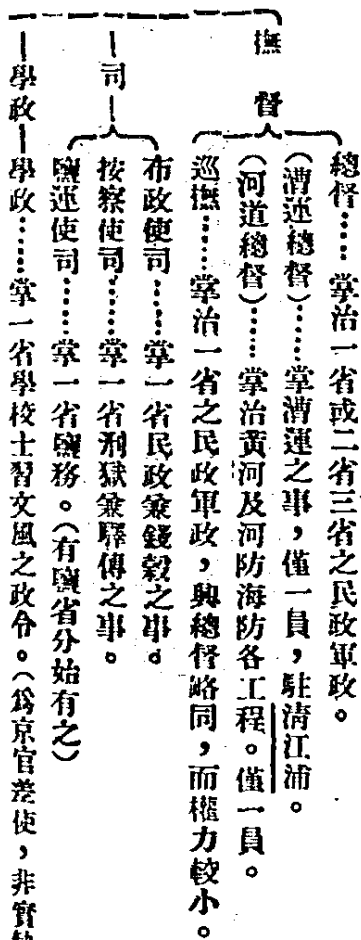 督撫
總督……掌治一省或二省三省之民政軍政。
(漕運總督)……掌漕運之事，僅一員，駐清江浦。
(河道總督)……掌治黃河及河防海防各工程。僅一員。
巡撫……掌治一省之民政軍政，與總督略同，而權力較小。
司
布政使司……掌一省民政兼錢穀之事。
按察使司……掌一省刑獄兼驛傳之事。
鹽運使司……掌一省鹽務。(有鹽省分始有之)
學政—學政……掌一省學校士習文風之政令。(爲京官差使，非實